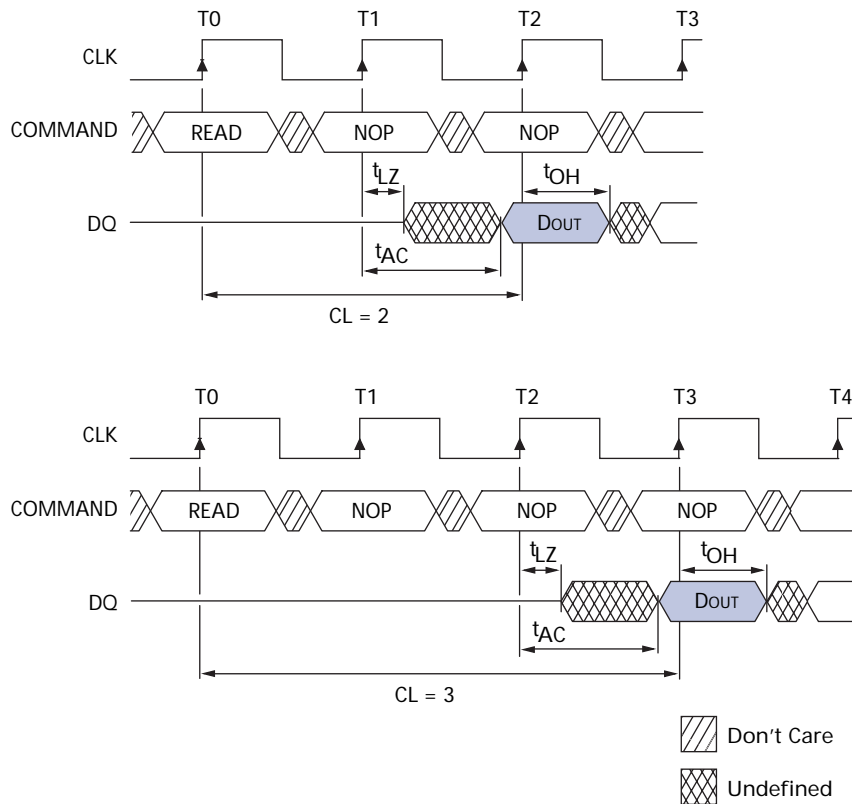 T0 T1 T2 T3
CLK
COMMAND READ NOP NOP
tLZ tOH
DQ DOUT
tAC
CL = 2
T0 T1 T2 T3 T4
CLK
COMMAND READ NOP NOP NOP
tLZ tOH
DQ DOUT
tAC
CL = 3
Don't Care
Undefined